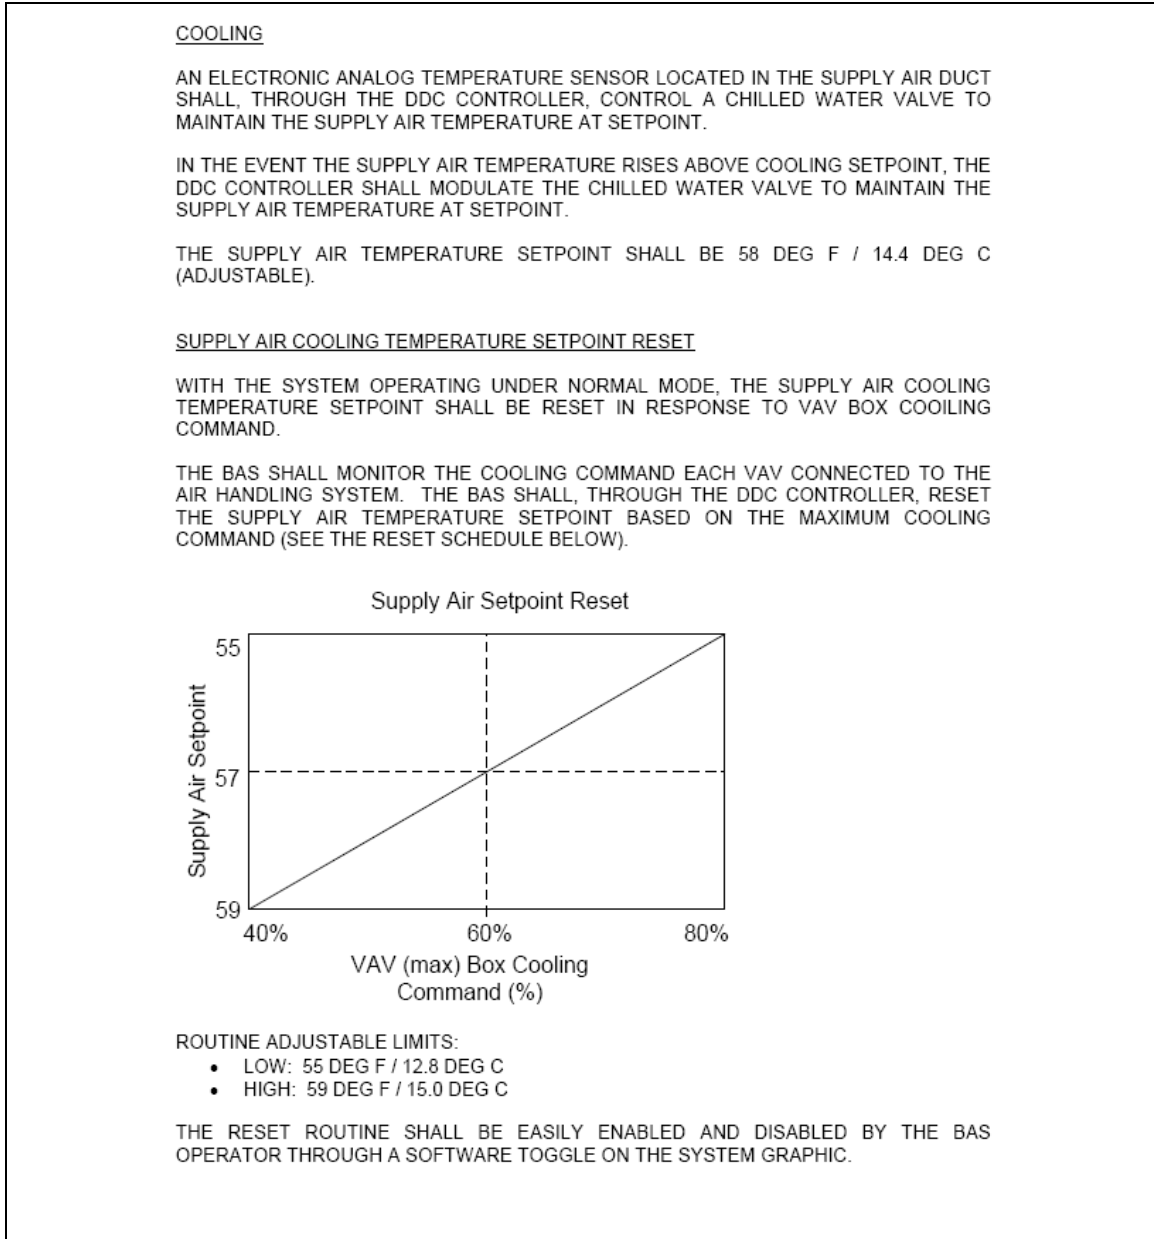 COOLING
AN ELECTRONIC ANALOG TEMPERATURE SENSOR LOCATED IN THE SUPPLY AIR DUCT
SHALL, THROUGH THE DDC CONTROLLER, CONTROL A CHILLED WATER VALVE TO
MAINTAIN THE SUPPLY AIR TEMPERATURE AT SETPOINT.
IN THE EVENT THE SUPPLY AIR TEMPERATURE RISES ABOVE COOLING SETPOINT, THE
DDC CONTROLLER SHALL MODULATE THE CHILLED WATER VALVE TO MAINTAIN THE
SUPPLY AIR TEMPERATURE AT SETPOINT.
THE SUPPLY AIR TEMPERATURE SETPOINT SHALL BE 58 DEG F / 14.4 DEG C
(ADJUSTABLE).
SUPPLY AIR COOLING TEMPERATURE SETPOINT RESET
WITH THE SYSTEM OPERATING UNDER NORMAL MODE, THE SUPPLY AIR COOLING
TEMPERATURE SETPOINT SHALL BE RESET IN RESPONSE TO VAV BOX COOILING
COMMAND.
THE BAS SHALL MONITOR THE COOLING COMMAND EACH VAV CONNECTED TO THE
AIR HANDLING SYSTEM. THE BAS SHALL, THROUGH THE DDC CONTROLLER, RESET
THE SUPPLY AIR TEMPERATURE SETPOINT BASED ON THE MAXIMUM COOLING
COMMAND (SEE THE RESET SCHEDULE BELOW).
Supply Air Setpoint Reset
Supply Air Setpoint
55
57
59
40% 60% 80%
VAV (max) Box Cooling
Command (%)
ROUTINE ADJUSTABLE LIMITS:
• LOW: 55 DEG F / 12.8 DEG C
• HIGH: 59 DEG F / 15.0 DEG C
THE RESET ROUTINE SHALL BE EASILY ENABLED AND DISABLED BY THE BAS
OPERATOR THROUGH A SOFTWARE TOGGLE ON THE SYSTEM GRAPHIC.